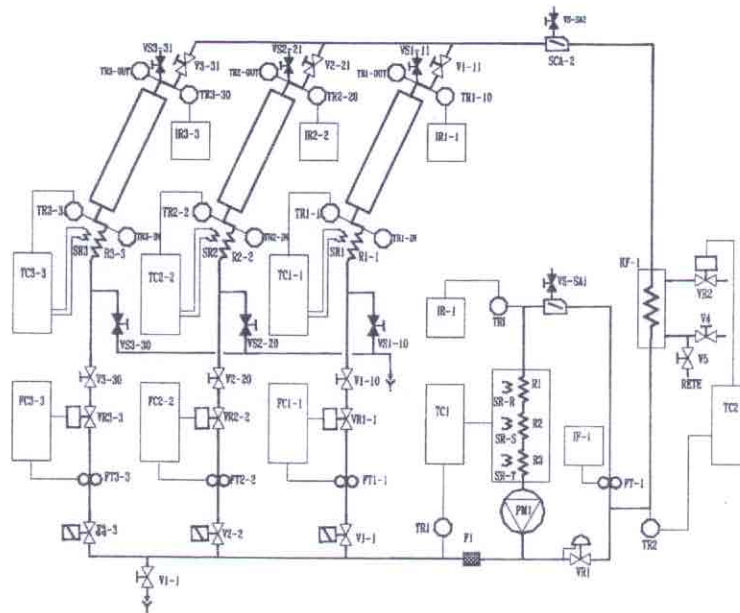 VS-SA2
VS3-31
V3-31
VS2-21
V2-21
VS1-11
V1-11
SCA-2
TR3-OUT
TR3-30
TR2-OUT
TR2-20
TR1-OUT
TR1-10
IR3-3
IR2-2
IR1-1
TR3-3
TR3-IN
TR2-2
TR2-IN
TR1-1
TR1-IN
SR3
R3-3
SR2
R2-2
SR1
R1-1
TC3-3
TC2-2
TC1-1
VS-SA1
IR-1
TR1
RF-1
VR2
V4
V5
RETE
VS3-30
VS2-20
VS1-10
V3-30
V2-20
V1-10
FC3-3
VR3-3
FC2-2
VR2-2
FC1-1
VR1-1
TC1
SR-R
R1
SR-S
R2
SR-T
R3
IF-1
TC2
FT3-3
FT2-2
FT1-1
FT-1
PM1
V2-2
V1-1
TR1
F1
VR1
TR2
V1-1